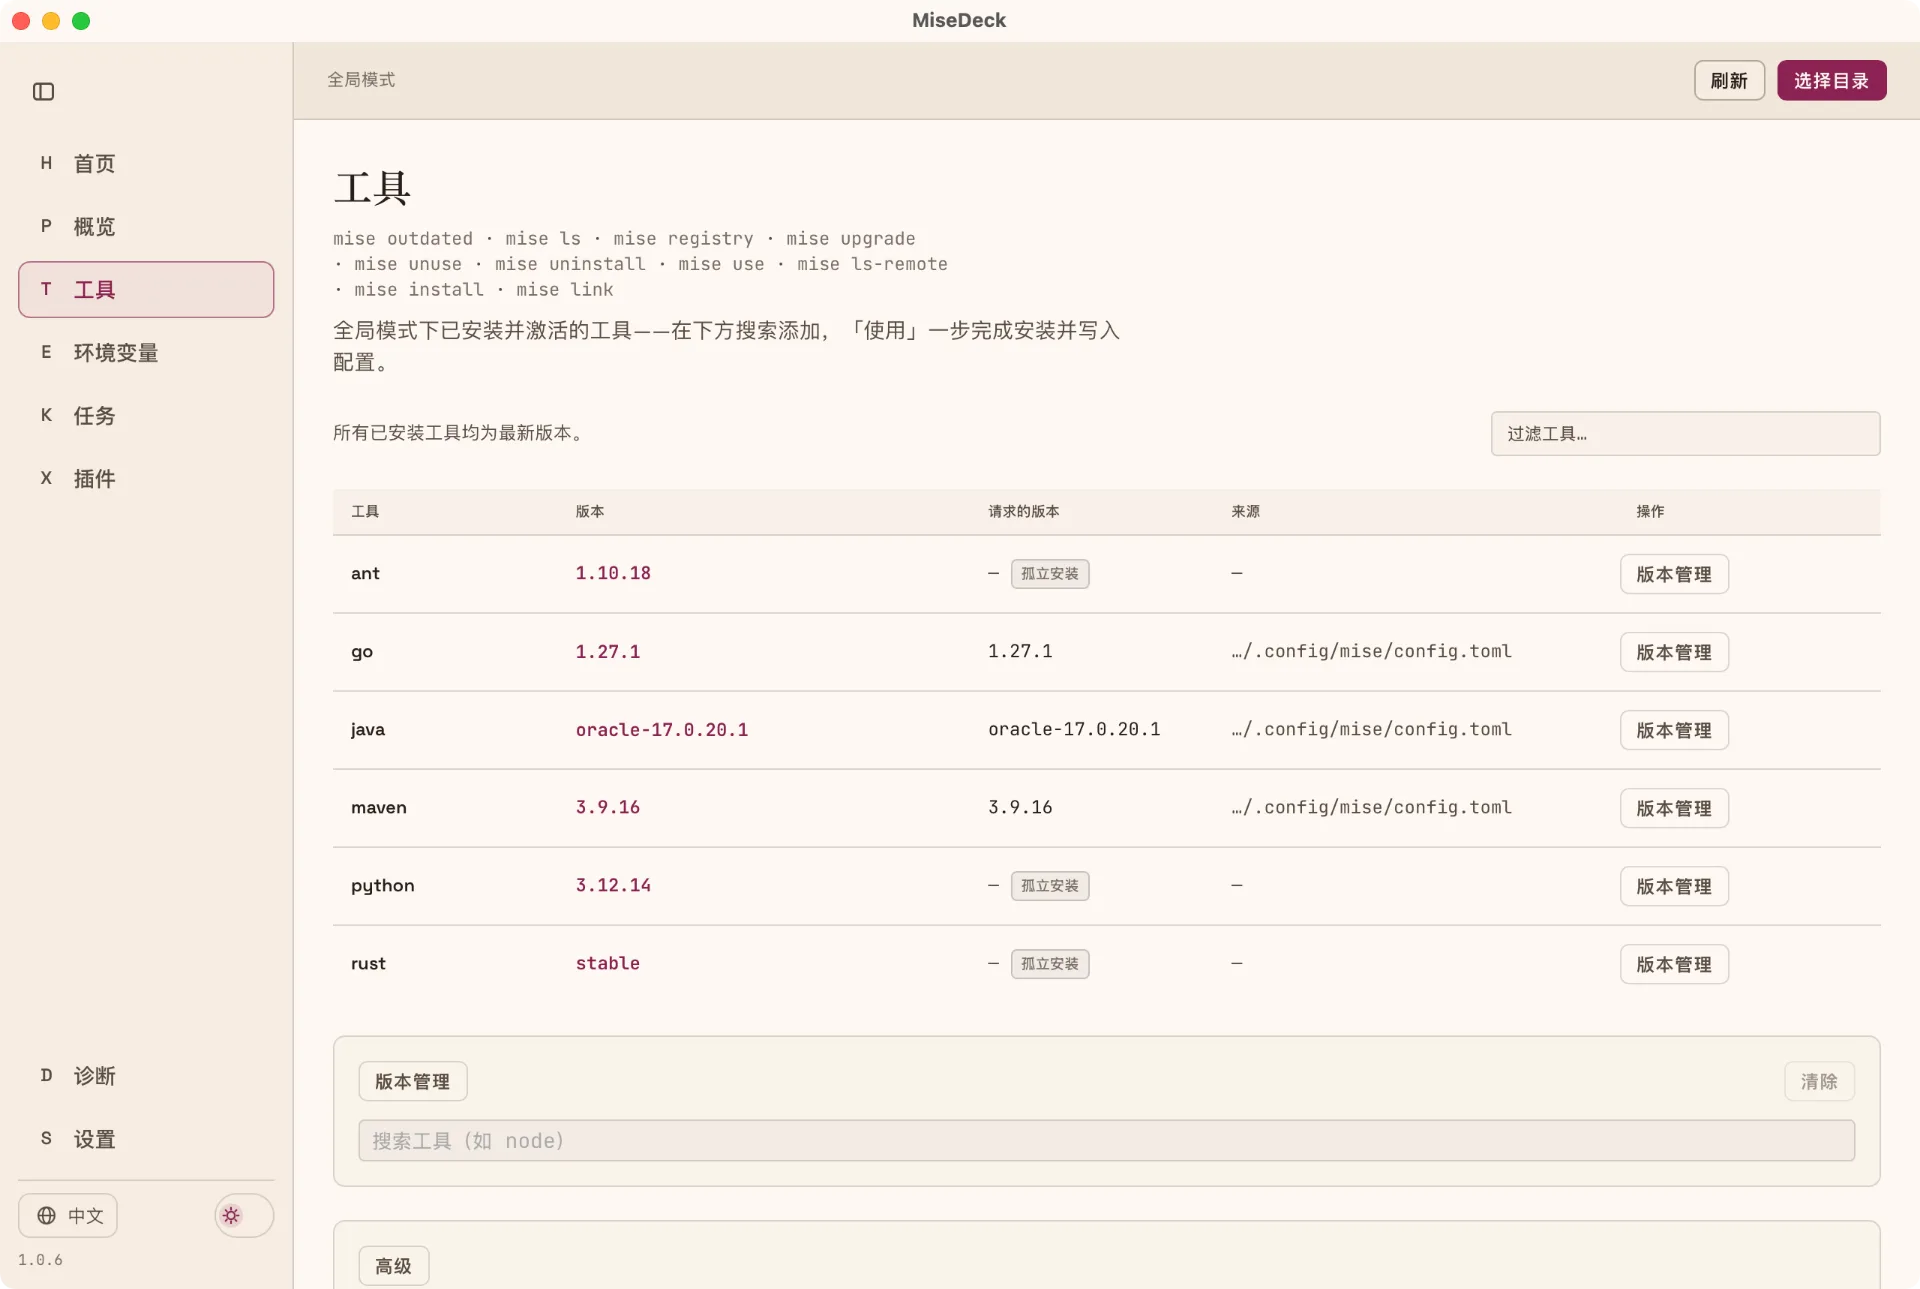 MiseDeck
全局模式
刷新
选择目录
H 首页
P 概览
T 工具
E 环境变量
K 任务
X 插件
D 诊断
S 设置
中文
1.0.6
工具
mise outdated · mise ls · mise registry · mise upgrade
· mise unuse · mise uninstall · mise use · mise ls-remote
· mise install · mise link
全局模式下已安装并激活的工具——在下方搜索添加，「使用」一步完成安装并写入
配置。
所有已安装工具均为最新版本。
过滤工具…
工具 版本 请求的版本 来源 操作
ant 1.10.18 — 孤立安装 — 版本管理
go 1.27.1 1.27.1 …/.config/mise/config.toml 版本管理
java oracle-17.0.20.1 oracle-17.0.20.1 …/.config/mise/config.toml 版本管理
maven 3.9.16 3.9.16 …/.config/mise/config.toml 版本管理
python 3.12.14 — 孤立安装 — 版本管理
rust stable — 孤立安装 — 版本管理
版本管理
清除
搜索工具（如 node）
高级